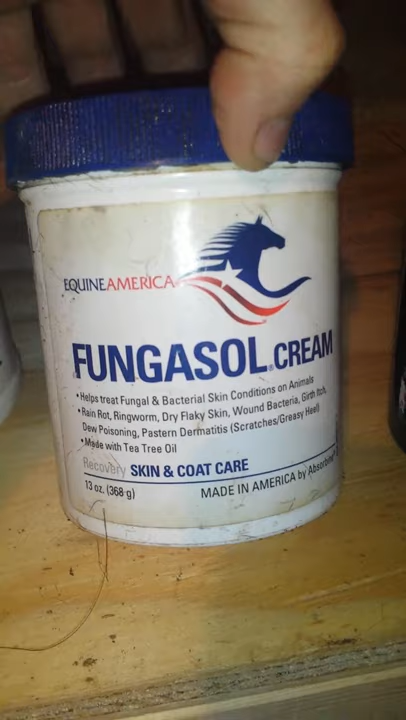 EQUINEAMERICA
FUNGASOL® CREAM
• Helps treat Fungal & Bacterial Skin Conditions on Animals
• Rain Rot, Ringworm, Dry Flaky Skin, Wound Bacteria, Girth Itch,
Dew Poisoning, Pastern Dermatitis (Scratches/Greasy Heel)
• Made with Tea Tree Oil
Recovery SKIN & COAT CARE
13 oz. (368 g)
MADE IN AMERICA by Absorbine®